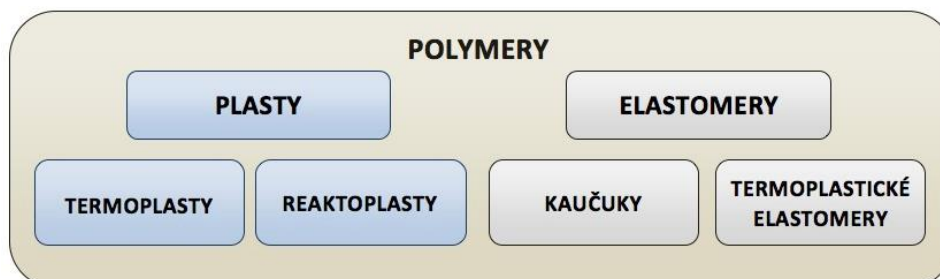 POLYMERY
PLASTY
ELASTOMERY
TERMOPLASTY
REAKTOPLASTY
KAUČUKY
TERMOPLASTICKÉ
ELASTOMERY